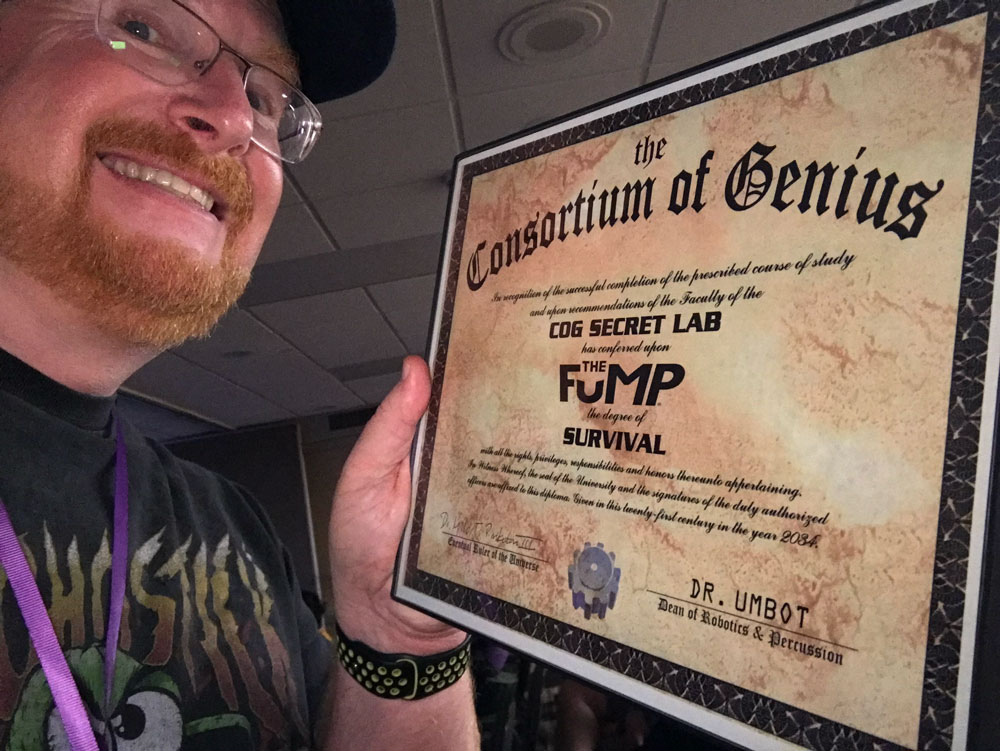 the
Consortium of Genius
In recognition of the successful completion of the prescribed course of study
and upon recommendations of the Faculty of the
COG SECRET LAB
has conferred upon
THE
FuMP
the degree of
SURVIVAL
with all the rights, privileges, responsibilities and honors thereunto appertaining.
In Witness Whereof, the seal of the University and the signatures of the duly authorized
officers are affixed to this diploma. Given in this twenty-first century in the year 2034.
Eventual Ruler of the Universe
DR. UMBOT
Dean of Robotics & Percussion